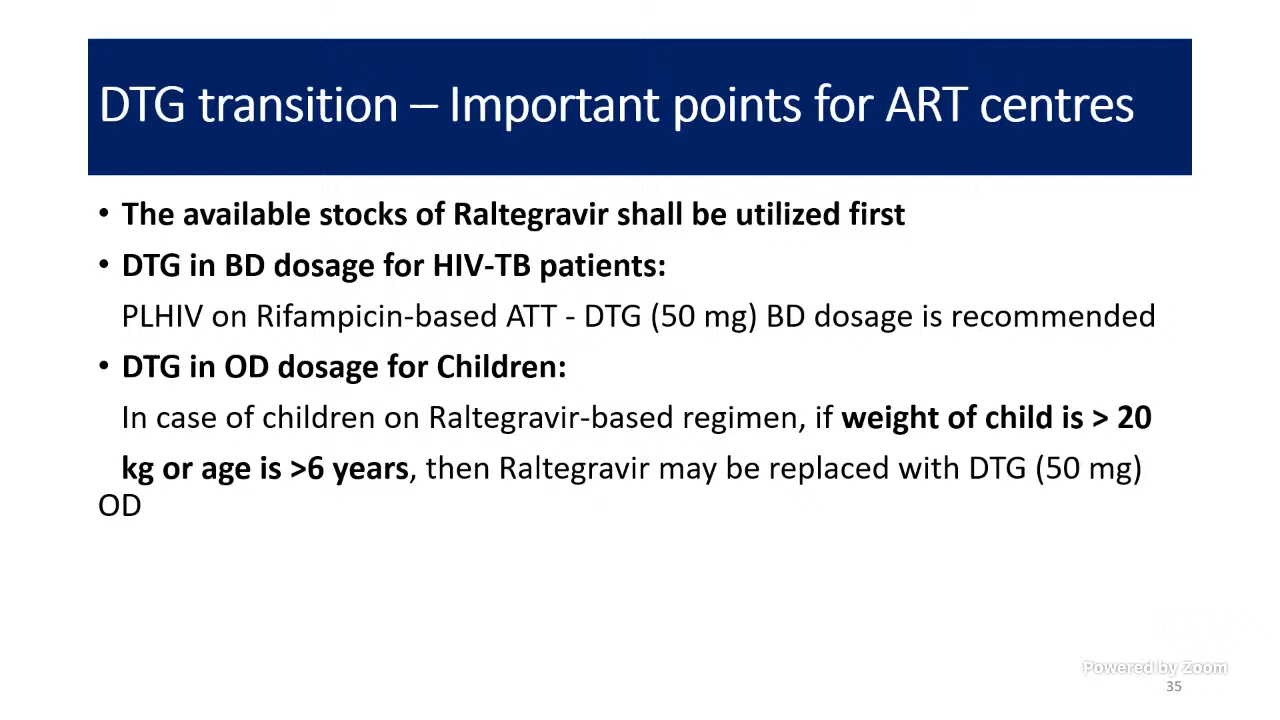 DTG transition – Important points for ART centres
• The available stocks of Raltegravir shall be utilized first
• DTG in BD dosage for HIV-TB patients:
PLHIV on Rifampicin-based ATT - DTG (50 mg) BD dosage is recommended
• DTG in OD dosage for Children:
In case of children on Raltegravir-based regimen, if weight of child is > 20
kg or age is >6 years, then Raltegravir may be replaced with DTG (50 mg)
OD
Powered by Zoom
35